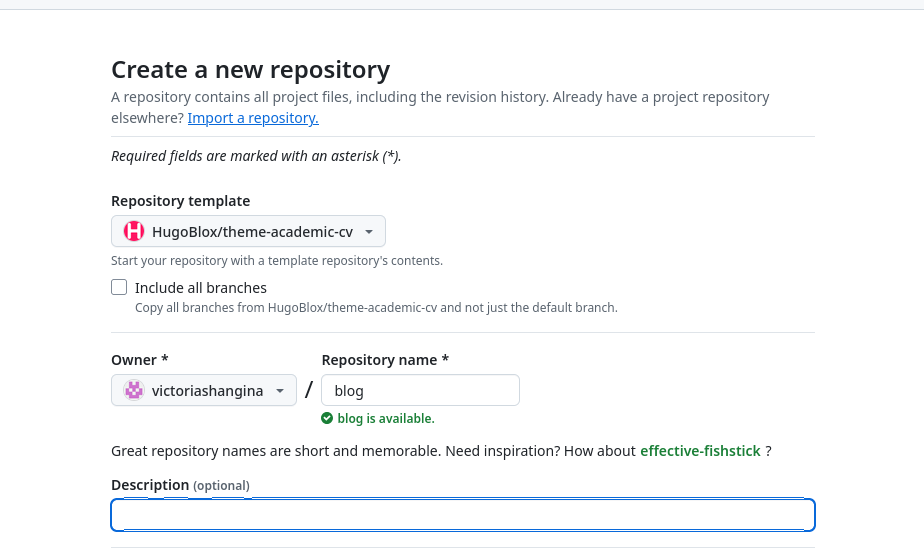 Create a new repository
A repository contains all project files, including the revision history. Already have a project repository
elsewhere? Import a repository.
Required fields are marked with an asterisk (*).
Repository template
HugoBlox/theme-academic-cv
Start your repository with a template repository's contents.
Include all branches
Copy all branches from HugoBlox/theme-academic-cv and not just the default branch.
Owner * Repository name *
victoriashangina / blog
blog is available.
Great repository names are short and memorable. Need inspiration? How about effective-fishstick ?
Description (optional)